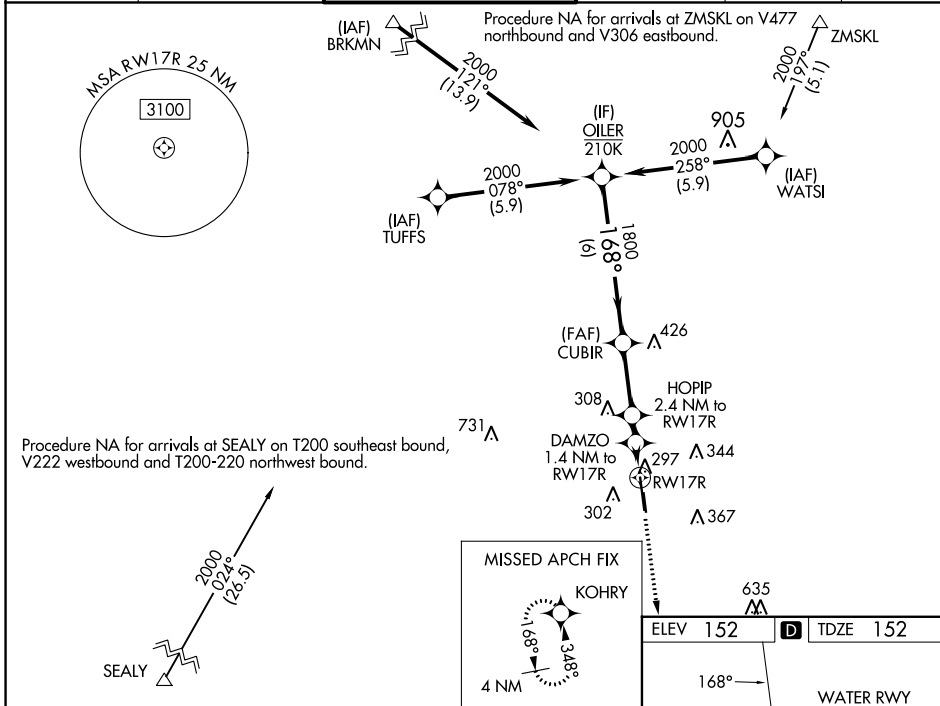 (IAF)
BRKMN
Procedure NA for arrivals at ZMSKL on V477
northbound and V306 eastbound.
ZMSKL
2000
197°
(5.1)
MSA RW17R 25 NM
3100
2000
121°
(13.9)
(IF)
OILER
210K
905
2000
258°
(5.9)
(IAF)
WATSI
2000
078°
(5.9)
(IAF)
TUFFS
1800
168°
(6)
(FAF)
CUBIR
426
HOPIP
2.4 NM to
RW17R
308
731
DAMZO
1.4 NM to
RW17R
344
297
RW17R
302
367
Procedure NA for arrivals at SEALY on T200 southeast bound,
V222 westbound and T200-220 northwest bound.
2000
024°
(26.5)
SEALY
MISSED APCH FIX
KOHRY
168°
348°
4 NM
635
ELEV 152 D TDZE 152
168°
WATER RWY